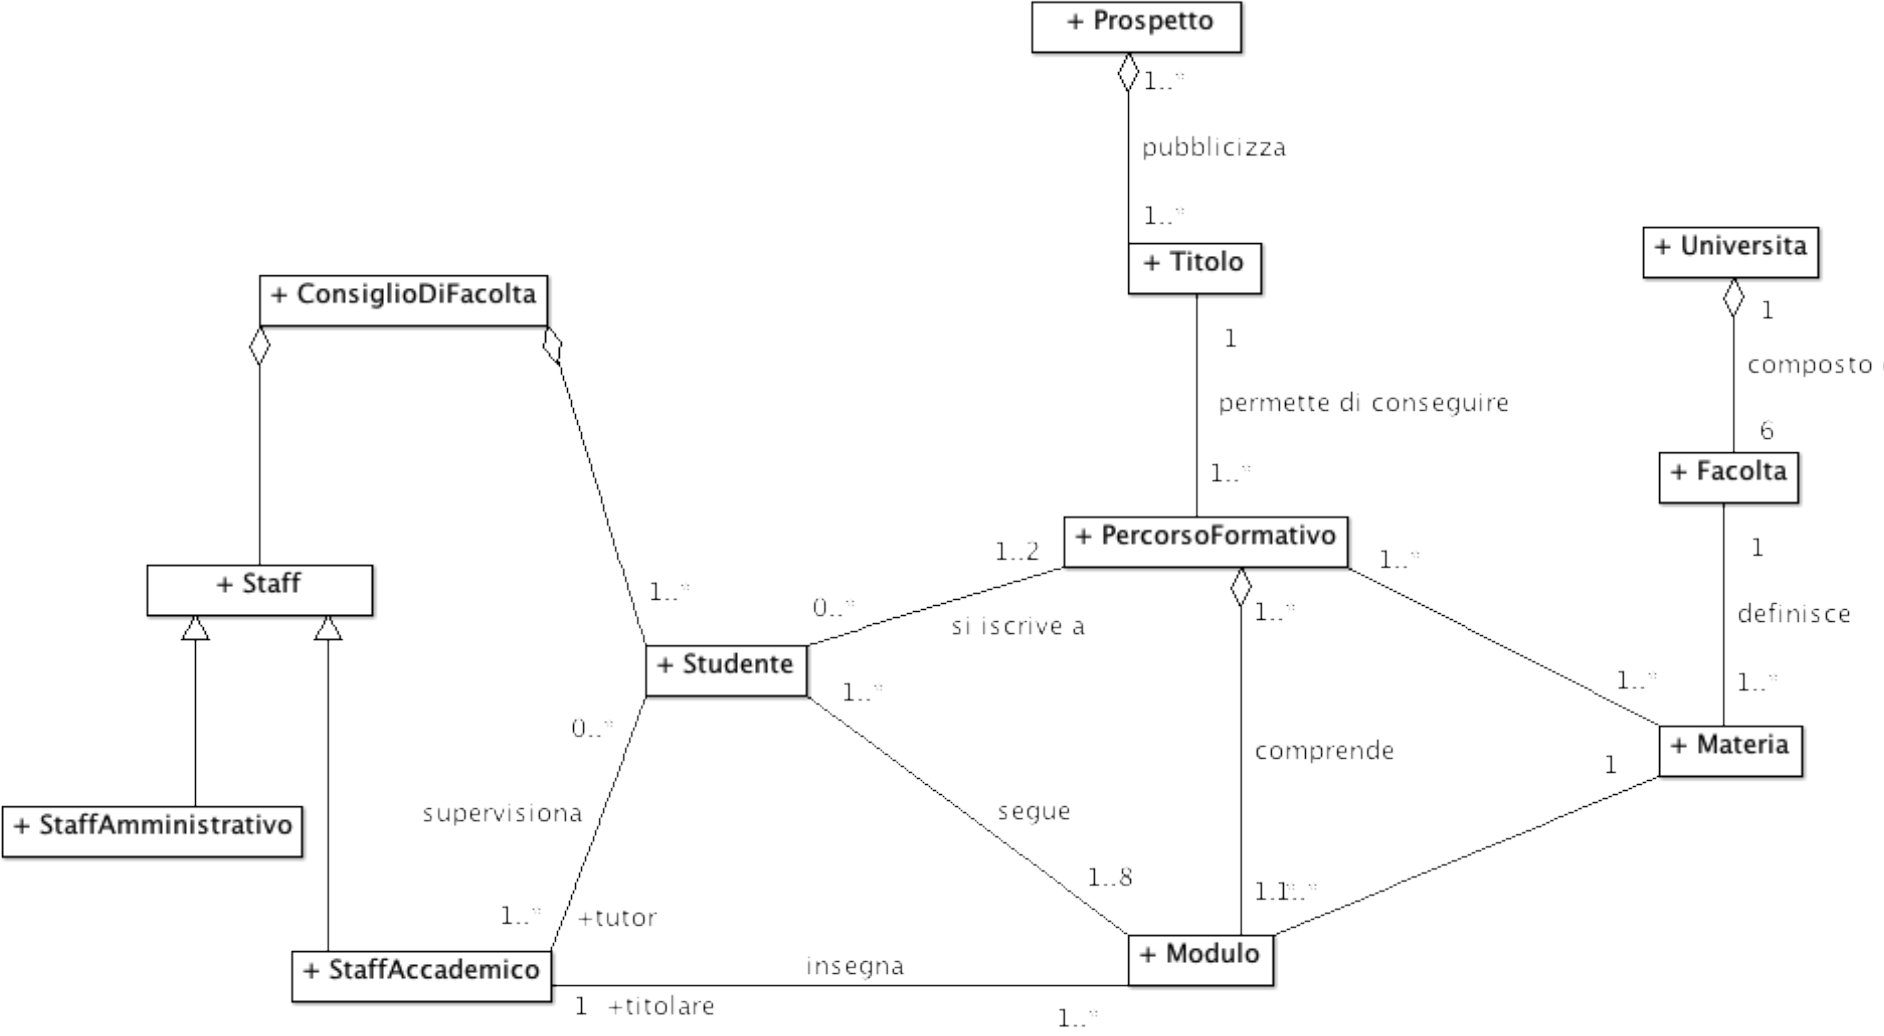 + Prospetto
1..*
pubblicizza
1..*
+ Titolo
+ Universita
1
composto
6
+ ConsiglioDiFacolta
1
permette di conseguire
1..*
+ Facolta
1
definisce
1..*
+ PercorsoFormativo
1..2
1..*
0..*
si iscrive a
1..*
+ Staff
1..*
+ Studente
1..*
0..*
1..*
+ Materia
1
comprende
supervisiona
segue
+ StaffAmministrativo
1..8
1..*
+tutor
+ StaffAccademico
insegna
+ Modulo
1
+titolare
1..*